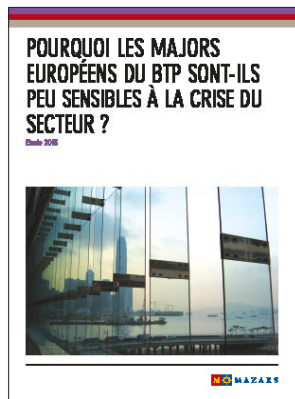 POURQUOI LES MAJORS
EUROPÉENS DU BTP SONT-ILS
PEU SENSIBLES À LA CRISE DU
SECTEUR ?
MAZARS